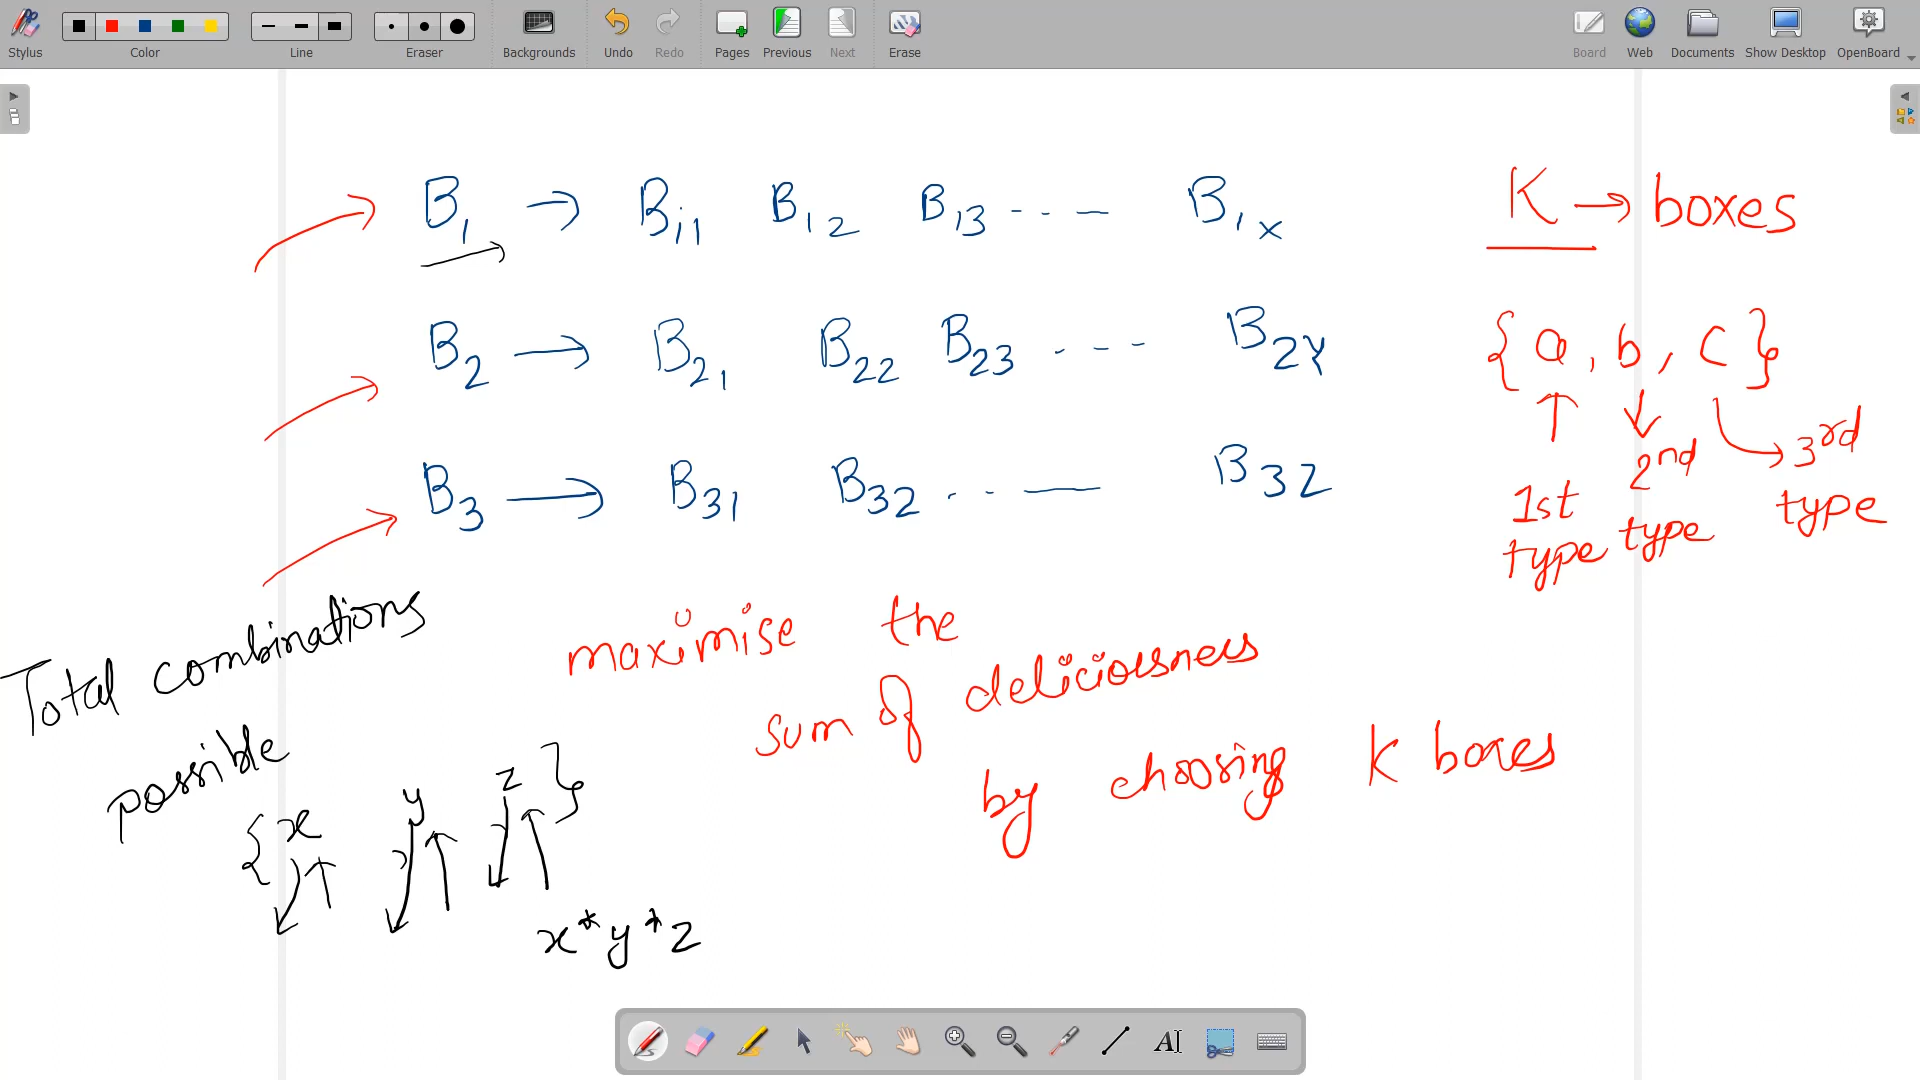 Stylus Color Line Eraser Backgrounds Undo Redo Pages Previous Next Erase Board Web Documents Show Desktop OpenBoard
B1 → B11 B12 B13 --- B1x
K → boxes
B2 → B21 B22 B23 --- B2Y
{ a, b, c }
1st type
2nd type
3rd type
B3 → B31 B32 --- B3Z
Total combinations
possible
{ x y z }
x * y * z
maximise the
sum of deliciousness
by choosing K boxes